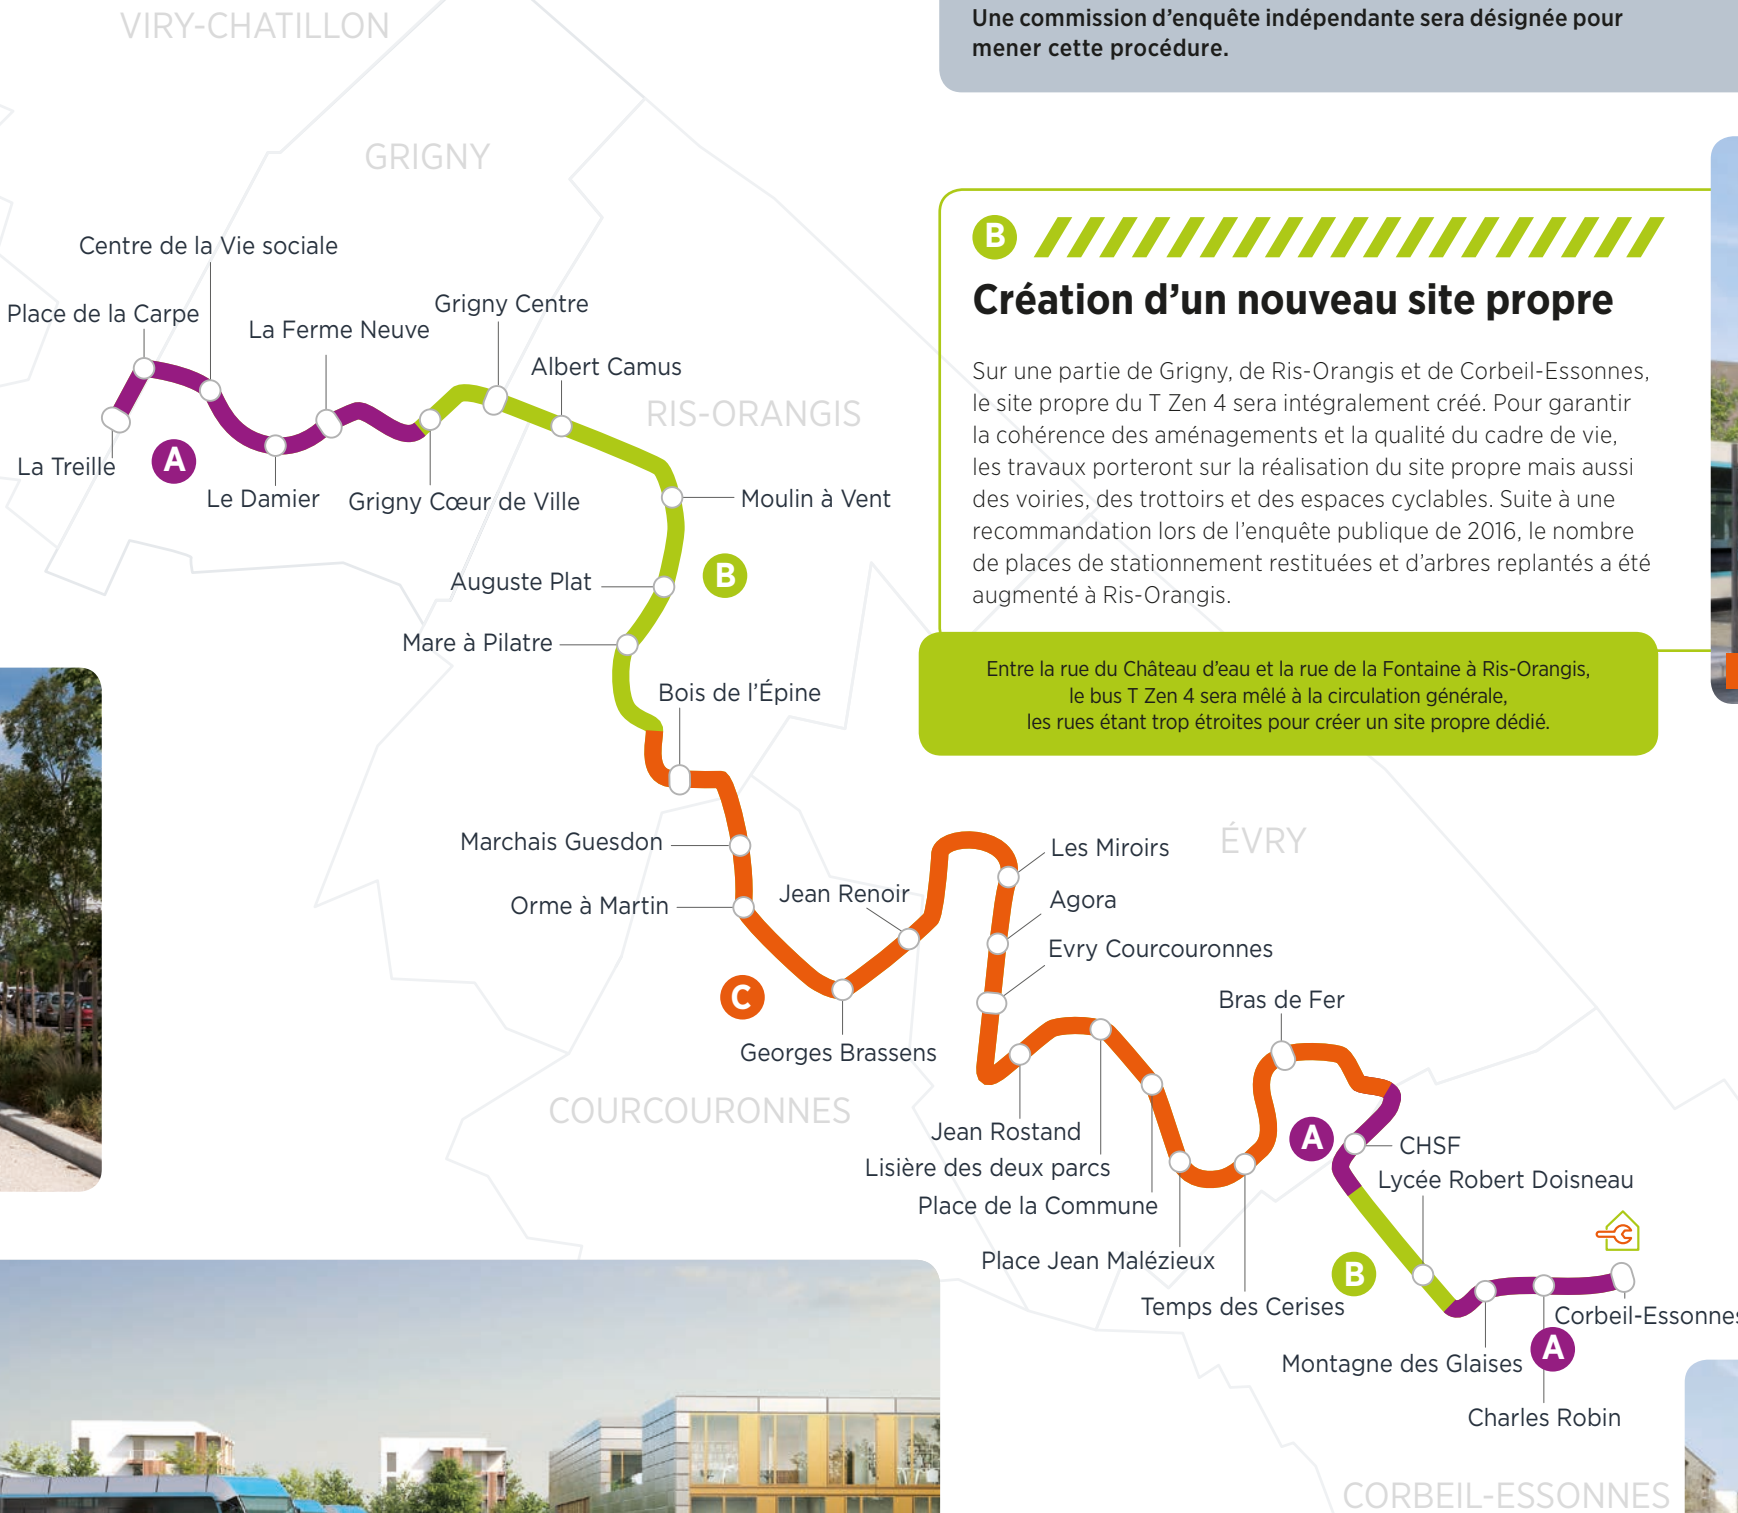 VIRY-CHATILLON
Une commission d'enquête indépendante sera désignée pour
mener cette procédure.
GRIGNY
B
Création d'un nouveau site propre
Sur une partie de Grigny, de Ris-Orangis et de Corbeil-Essonnes,
le site propre du T Zen 4 sera intégralement créé. Pour garantir
la cohérence des aménagements et la qualité du cadre de vie,
les travaux porteront sur la réalisation du site propre mais aussi
des voiries, des trottoirs et des espaces cyclables. Suite à une
recommandation lors de l'enquête publique de 2016, le nombre
de places de stationnement restituées et d'arbres replantés a été
augmenté à Ris-Orangis.
Entre la rue du Château d'eau et la rue de la Fontaine à Ris-Orangis,
le bus T Zen 4 sera mêlé à la circulation générale,
les rues étant trop étroites pour créer un site propre dédié.
Centre de la Vie sociale
Place de la Carpe
La Ferme Neuve
Grigny Centre
Albert Camus
RIS-ORANGIS
La Treille
A
Le Damier
Grigny Cœur de Ville
Moulin à Vent
Auguste Plat
B
Mare à Pilatre
Bois de l'Épine
Marchais Guesdon
Les Miroirs
ÉVRY
Jean Renoir
Agora
Orme à Martin
Evry Courcouronnes
C
Bras de Fer
Georges Brassens
COURCOURONNES
Jean Rostand
A
CHSF
Lisière des deux parcs
Lycée Robert Doisneau
Place de la Commune
Place Jean Malézieux
B
Temps des Cerises
Corbeil-Essonnes
A
Montagne des Glaises
Charles Robin
CORBEIL-ESSONNES